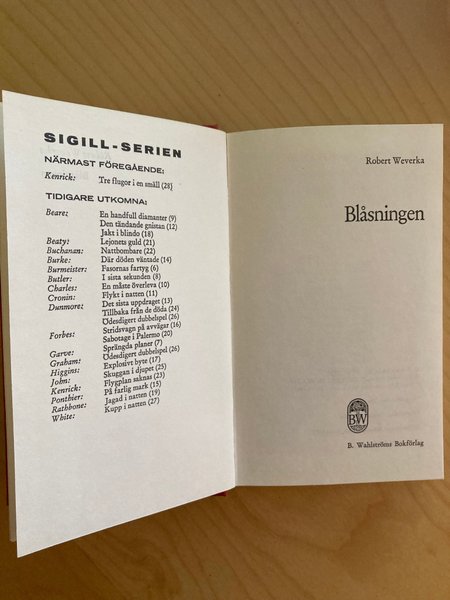 SIGILL-SERIEN
NÄRMAST FÖREGÅENDE:
Kenrick: Tre flugor i en smäll (28)
TIDIGARE UTKOMNA:
Beare: En handfull diamanter (9)
Den tändande gnistan (12)
Jakt i blindo (18)
Beaty: Lejonets guld (21)
Buchanan: Nattbombare (22)
Burke: Där döden väntade (14)
Burmeister: Fasornas fartyg (6)
Butler: I sista sekunden (8)
Charles: En måste överleva (10)
Cronin: Flykt i natten (11)
Dunmore: Det sista uppdraget (13)
Tillbaka från de döda (24)
Ödesdigert dubbelspel (26)
Stridsvagn på avvägar (16)
Forbes: Sabotage i Palermo (20)
Sprängda planer (7)
Garve: Ödesdigert dubbelspel (26)
Graham: Explosivt byte (17)
Higgins: Skuggan i djupet (25)
John: Flygplan saknas (23)
Kenrick: På farlig mark (15)
Ponthier: Jagad i natten (19)
Rathbone: Kupp i natten (27)
White:
Robert Weverka
Blåsningen
BW
B. Wahlströms Bokförlag